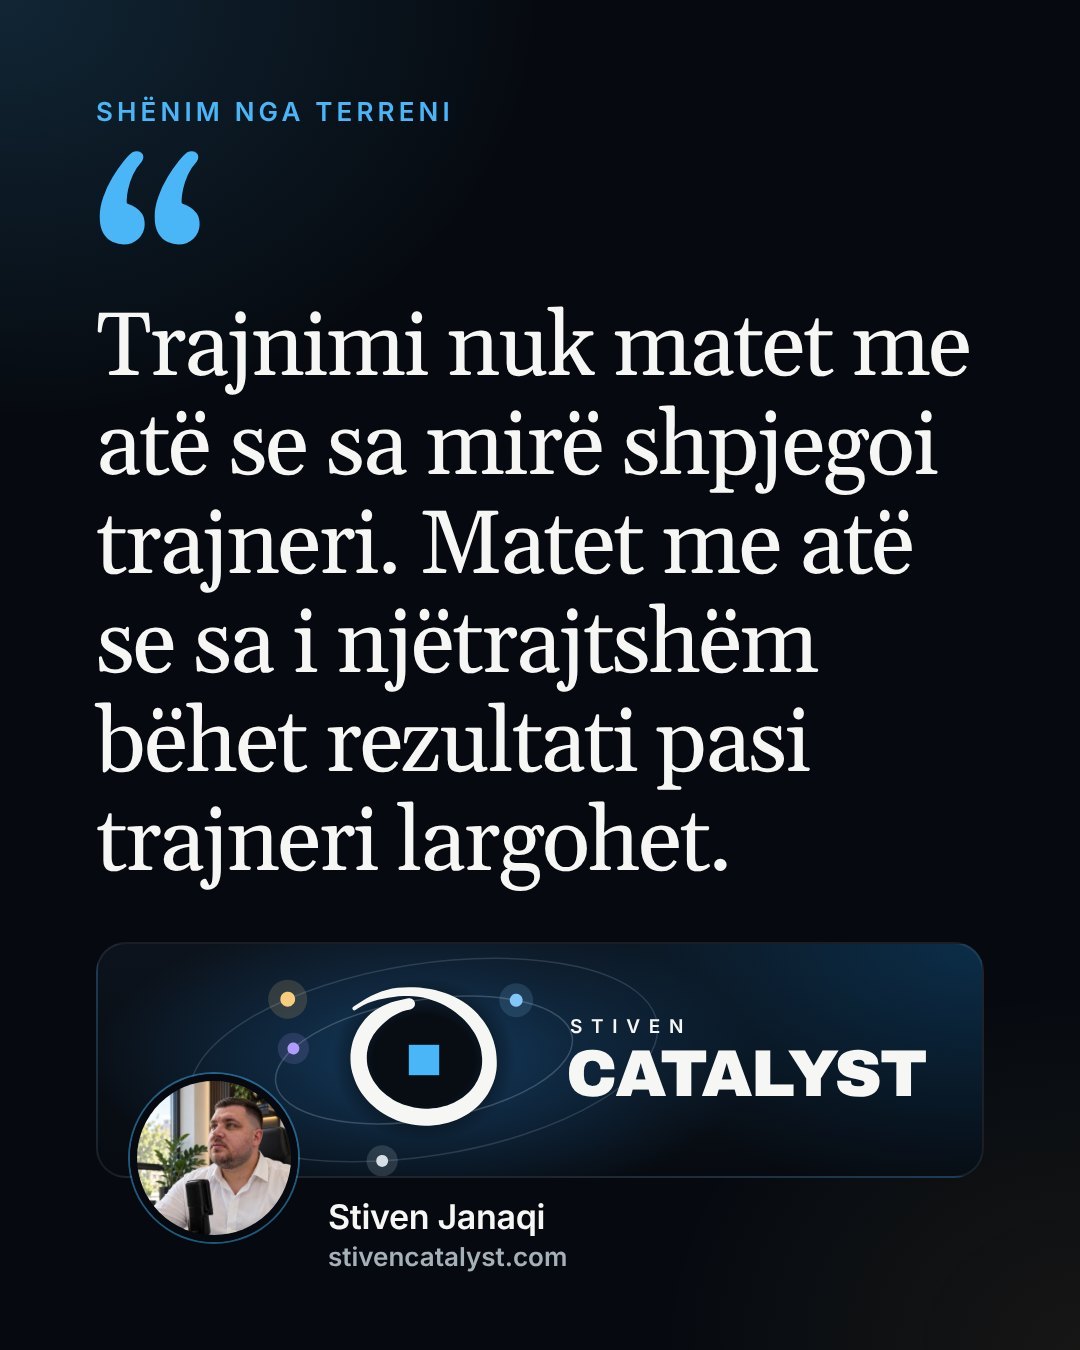 SHËNIM NGA TERRENI
“
Trajnimi nuk matet me
atë se sa mirë shpjegoi
trajneri. Matet me atë
se sa i njëtrajtshëm
bëhet rezultati pasi
trajneri largohet.
STIVEN
CATALYST
Stiven Janaqi
stivencatalyst.com